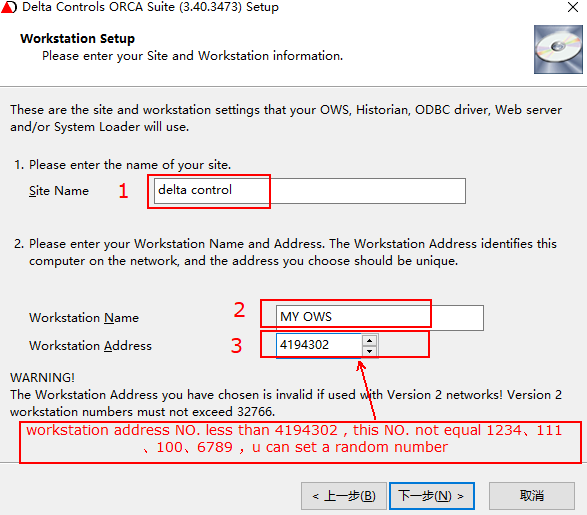 Delta Controls ORCA Suite (3.40.3473) Setup
Workstation Setup
Please enter your Site and Workstation information.
These are the site and workstation settings that your OWS, Historian, ODBC driver, Web server
and/or System Loader will use.
1. Please enter the name of your site.
Site Name 1 delta control
2. Please enter your Workstation Name and Address. The Workstation Address identifies this
computer on the network, and the address you choose should be unique.
Workstation Name 2 MY OWS
Workstation Address 3 4194302
WARNING!
The Workstation Address you have chosen is invalid if used with Version 2 networks! Version 2
workstation numbers must not exceed 32766.
workstation address NO. less than 4194302 , this NO. not equal 1234、111
、100、6789 ，u can set a random number
< 上一步(B) 下一步(N) > 取消